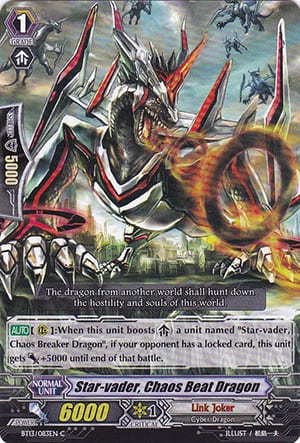 1
GRADE
5000
The dragon from another world shall hunt down
the hostility and souls of this world.
AUTO [ ]:When this unit boosts a unit named "Star-vader,
Chaos Breaker Dragon", if your opponent has a locked card, this unit
gets +5000 until end of that battle.
NORMAL
UNIT
Star-vader, Chaos Beat Dragon
POWER
6000
1
CRITICAL
Link Joker
Cyber Dragon
BT13/083EN C
ILLUST /